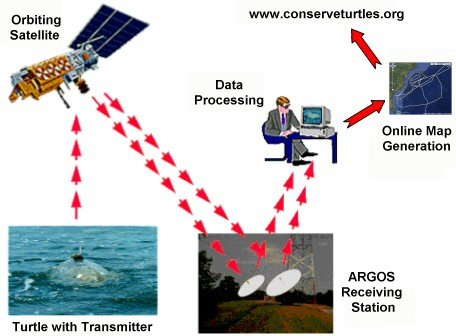 www.conserveturtles.org
Orbiting
Satellite
Data
Processing
Online Map
Generation
ARGOS
Receiving
Station
Turtle with Transmitter